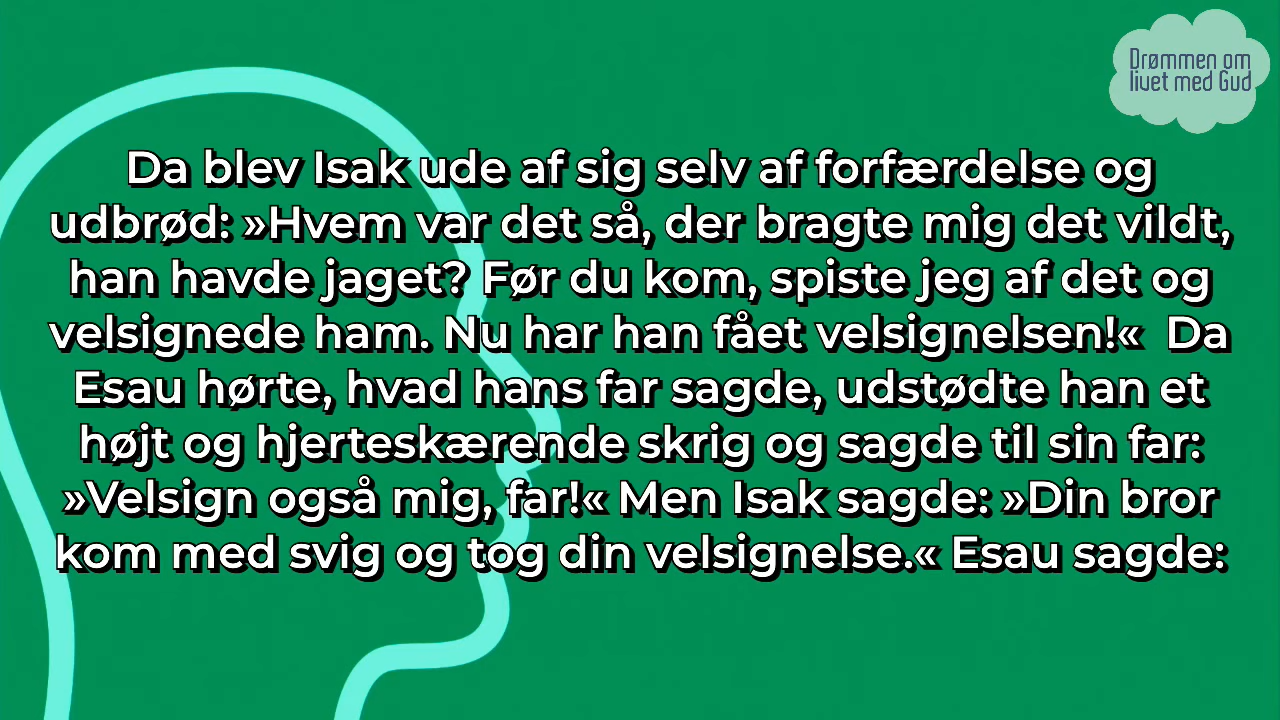 Drømmen om
livet med Gud
Da blev Isak ude af sig selv af forfærdelse og
udbrød: »Hvem var det så, der bragte mig det vildt,
han havde jaget? Før du kom, spiste jeg af det og
velsignede ham. Nu har han fået velsignelsen!«  Da
Esau hørte, hvad hans far sagde, udstødte han et
højt og hjerteskærende skrig og sagde til sin far:
»Velsign også mig, far!« Men Isak sagde: »Din bror
kom med svig og tog din velsignelse.« Esau sagde: